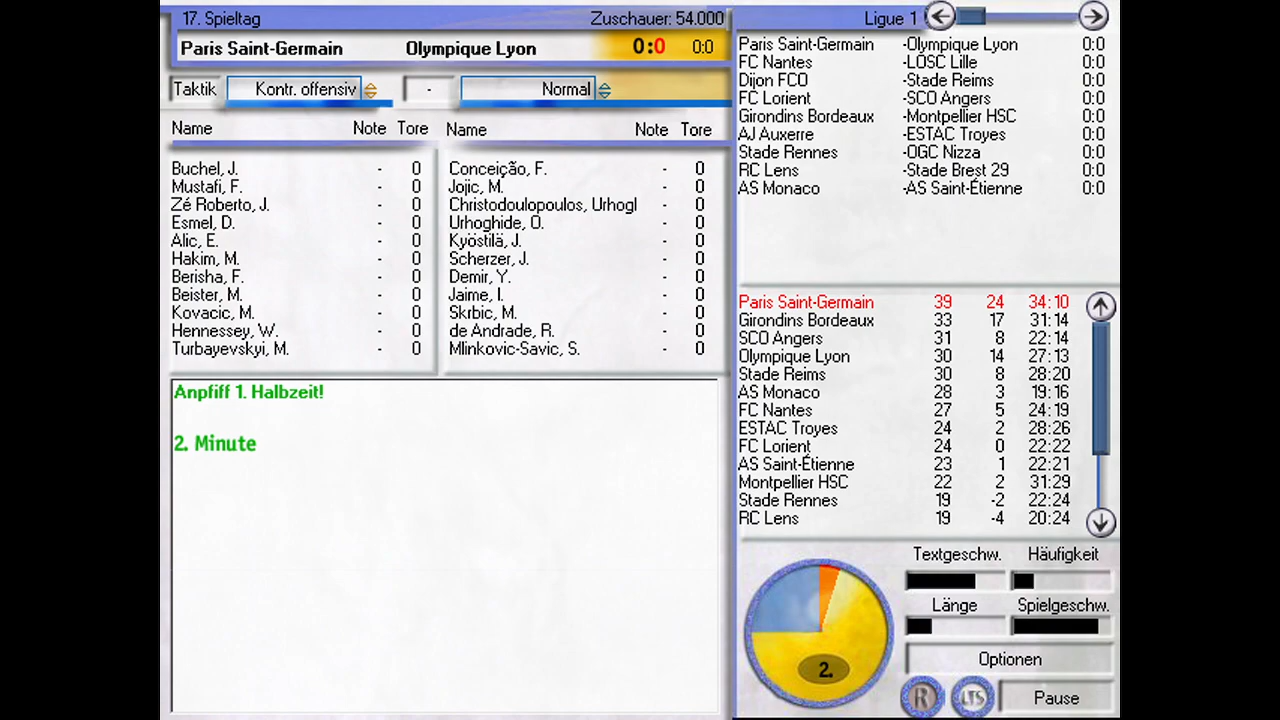 17. Spieltag Zuschauer: 54.000
Paris Saint-Germain Olympique Lyon 0:0 0:0
Taktik Kontr. offensiv - Normal
Name Note Tore Name Note Tore
Buchel, J. - 0 Conceição, F. - 0
Mustafi, F. - 0 Jojic, M. - 0
Zé Roberto, J. - 0 Christodoulopoulos, Urhogl - 0
Esmel, D. - 0 Urhoghide, O. - 0
Alic, E. - 0 Kyöstilä, J. - 0
Hakim, M. - 0 Scherzer, J. - 0
Berisha, F. - 0 Demir, Y. - 0
Beister, M. - 0 Jaime, I. - 0
Kovacic, M. - 0 Skrbic, M. - 0
Hennessey, W. - 0 de Andrade, R. - 0
Turbayevskyi, M. - 0 Mlinkovic-Savic, S. - 0
Anpfiff 1. Halbzeit!
2. Minute
Ligue 1
Paris Saint-Germain -Olympique Lyon 0:0
FC Nantes -LOSC Lille 0:0
Dijon FCO -Stade Reims 0:0
FC Lorient -SCO Angers 0:0
Girondins Bordeaux -Montpellier HSC 0:0
AJ Auxerre -ESTAC Troyes 0:0
Stade Rennes -OGC Nizza 0:0
RC Lens -Stade Brest 29 0:0
AS Monaco -AS Saint-Étienne 0:0
Paris Saint-Germain 39 24 34:10
Girondins Bordeaux 33 17 31:14
SCO Angers 31 8 22:14
Olympique Lyon 30 14 27:13
Stade Reims 30 8 28:20
AS Monaco 28 3 19:16
FC Nantes 27 5 24:19
ESTAC Troyes 24 2 28:26
FC Lorient 24 0 22:22
AS Saint-Étienne 23 1 22:21
Montpellier HSC 22 2 31:29
Stade Rennes 19 -2 22:24
RC Lens 19 -4 20:24
Textgeschw. Häufigkeit
Länge Spielgeschw.
2.
Optionen
R LTS Pause